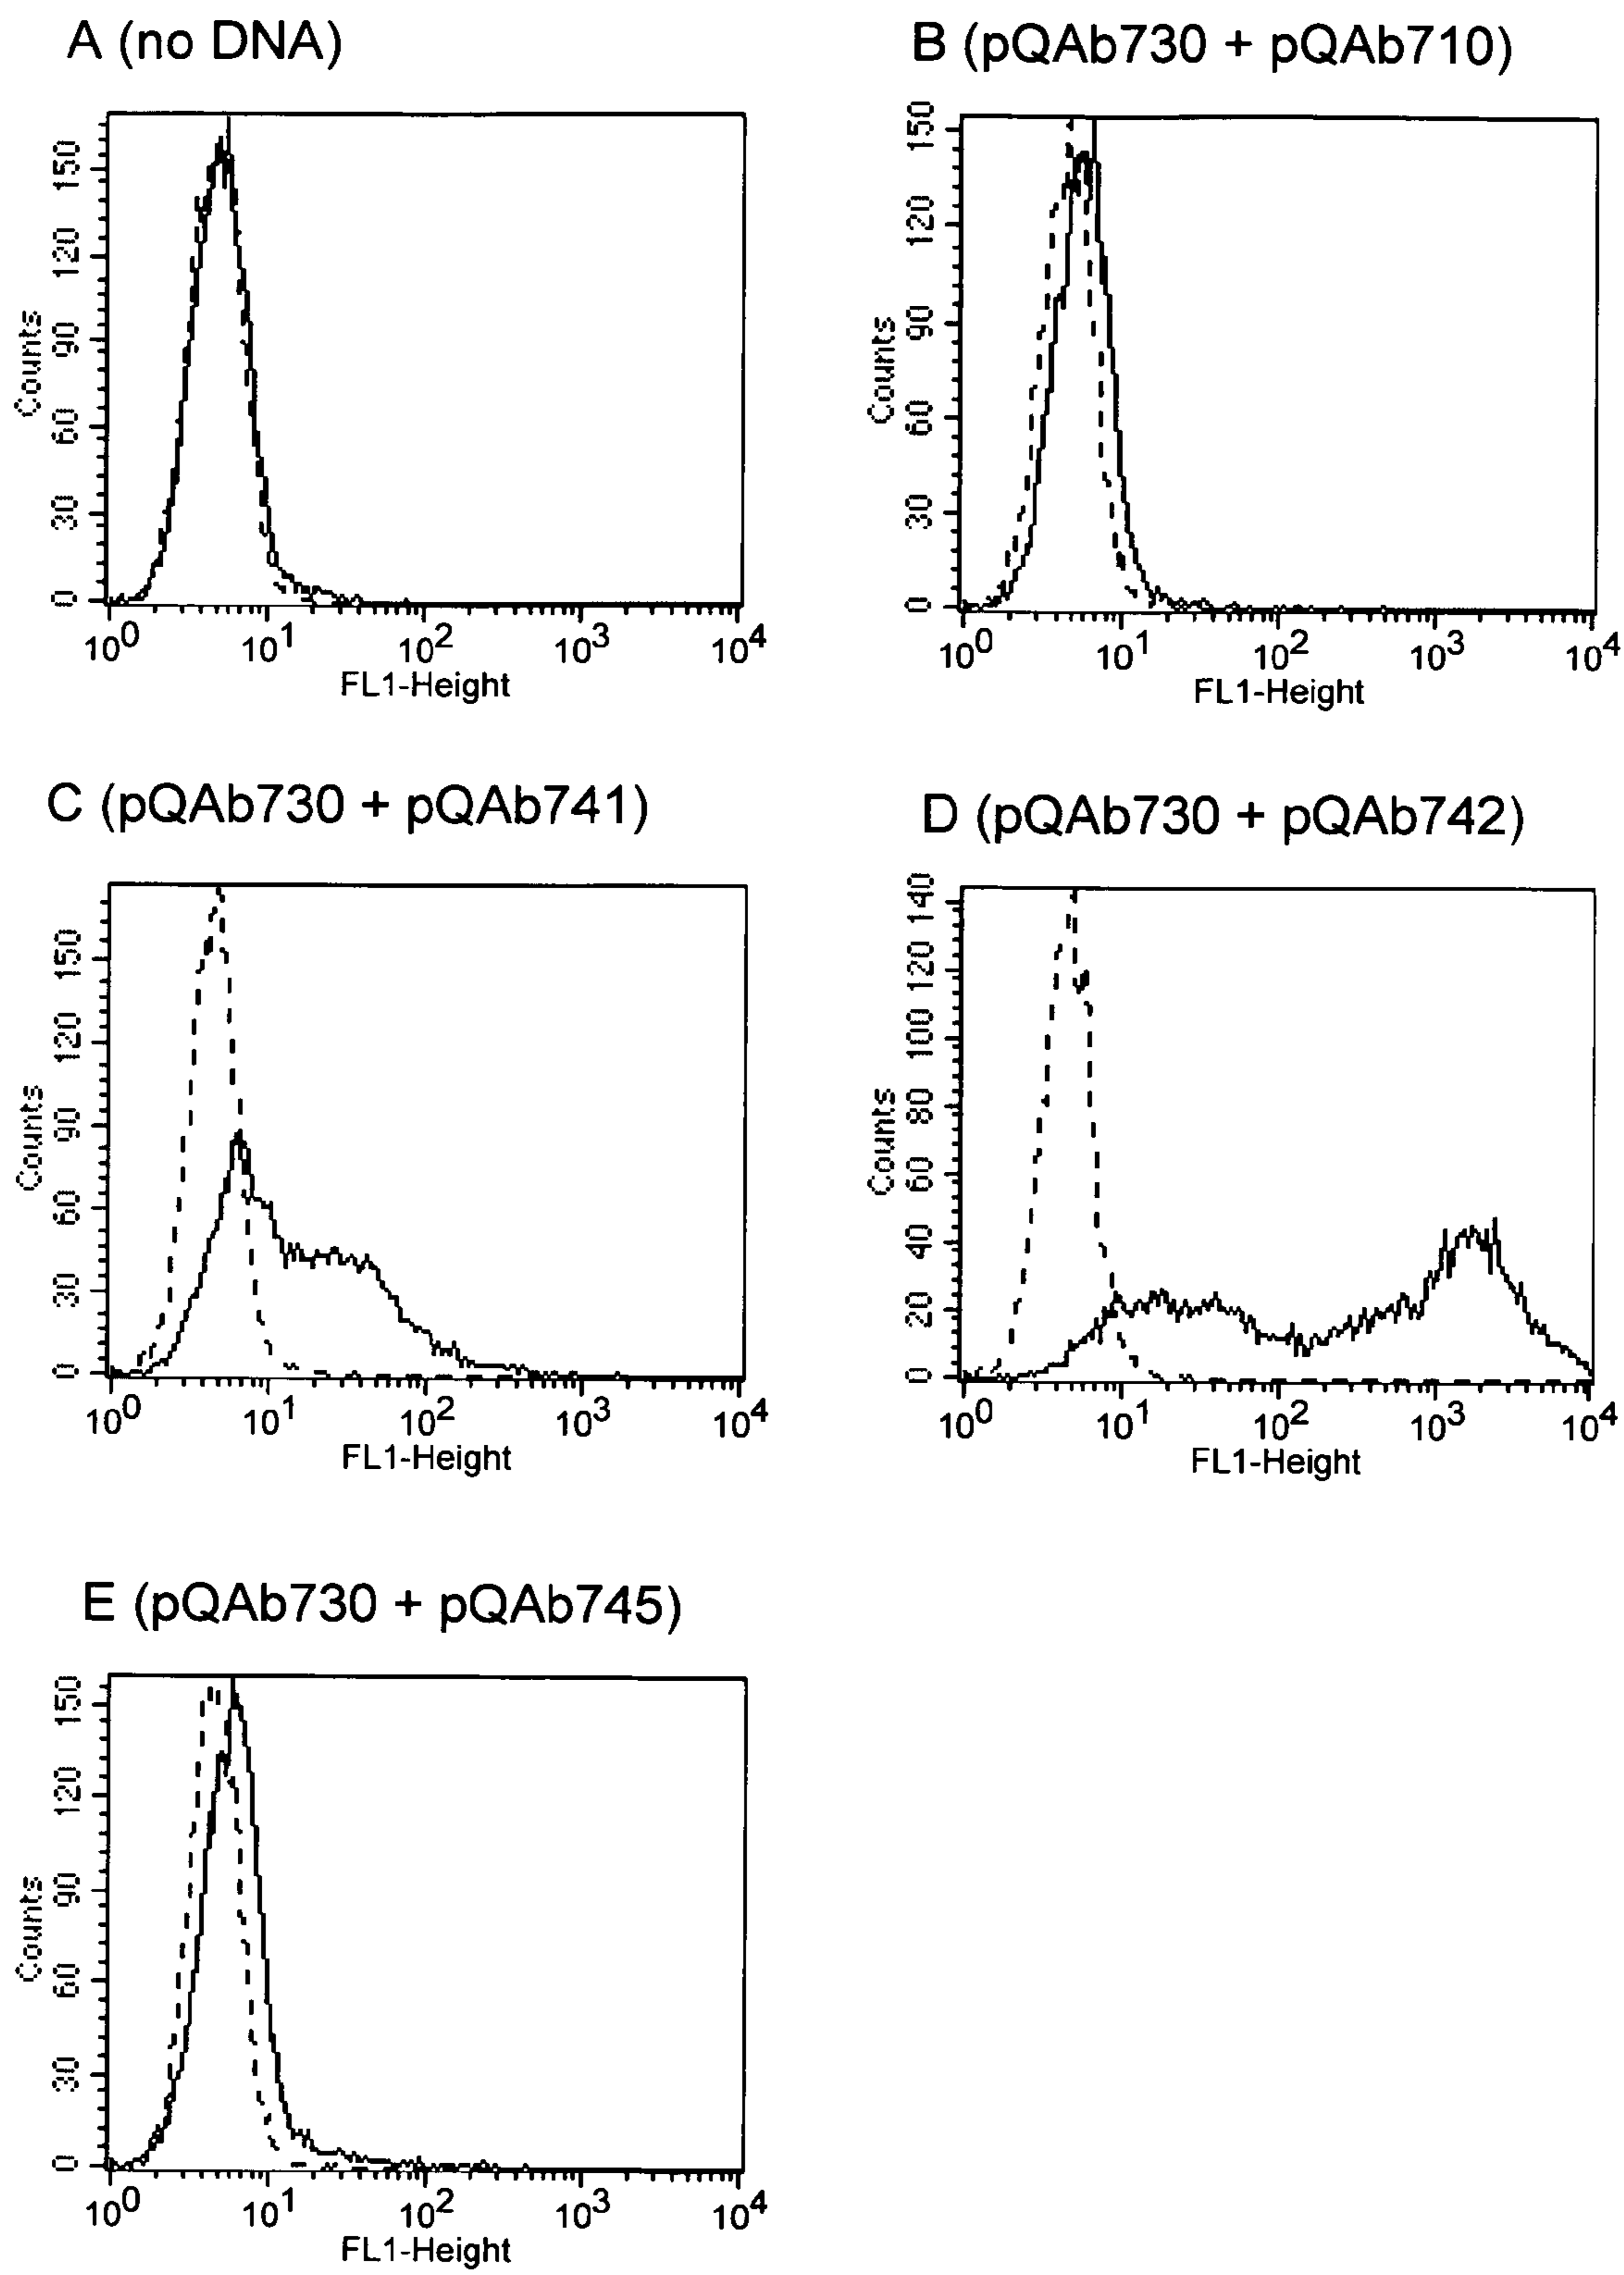 A (no DNA)
150
120
90
60
30
0
Counts
10^0 10^1 10^2 10^3 10^4
FL1-Height
B (pQAb730 + pQAb710)
150
120
90
60
30
0
Counts
10^0 10^1 10^2 10^3 10^4
FL1-Height
C (pQAb730 + pQAb741)
150
120
90
60
30
0
Counts
10^0 10^1 10^2 10^3 10^4
FL1-Height
D (pQAb730 + pQAb742)
140
120
100
80
60
40
20
0
Counts
10^0 10^1 10^2 10^3 10^4
FL1-Height
E (pQAb730 + pQAb745)
150
120
90
60
30
0
Counts
10^0 10^1 10^2 10^3 10^4
FL1-Height